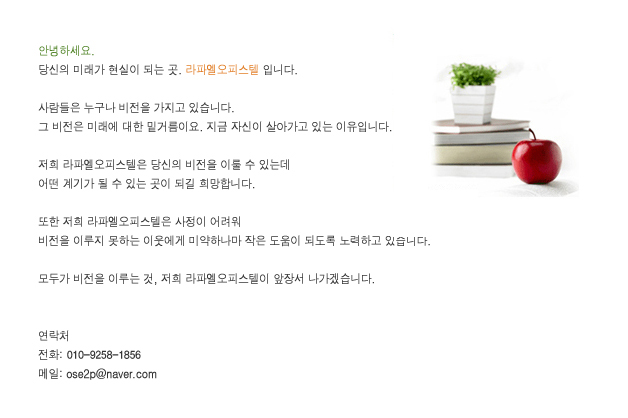 안녕하세요.
당신의 미래가 현실이 되는 곳. 라파엘오피스텔 입니다.
사람들은 누구나 비전을 가지고 있습니다.
그 비전은 미래에 대한 밑거름이요. 지금 자신이 살아가고 있는 이유입니다.
저희 라파엘오피스텔은 당신의 비전을 이룰 수 있는데
어떤 계기가 될 수 있는 곳이 되길 희망합니다.
또한 저희 라파엘오피스텔은 사정이 어려워
비전을 이루지 못하는 이웃에게 미약하나마 작은 도움이 되도록 노력하고 있습니다.
모두가 비전을 이루는 것, 저희 라파엘오피스텔이 앞장서 나가겠습니다.
연락처
전화: 010-9258-1856
메일: ose2p@naver.com